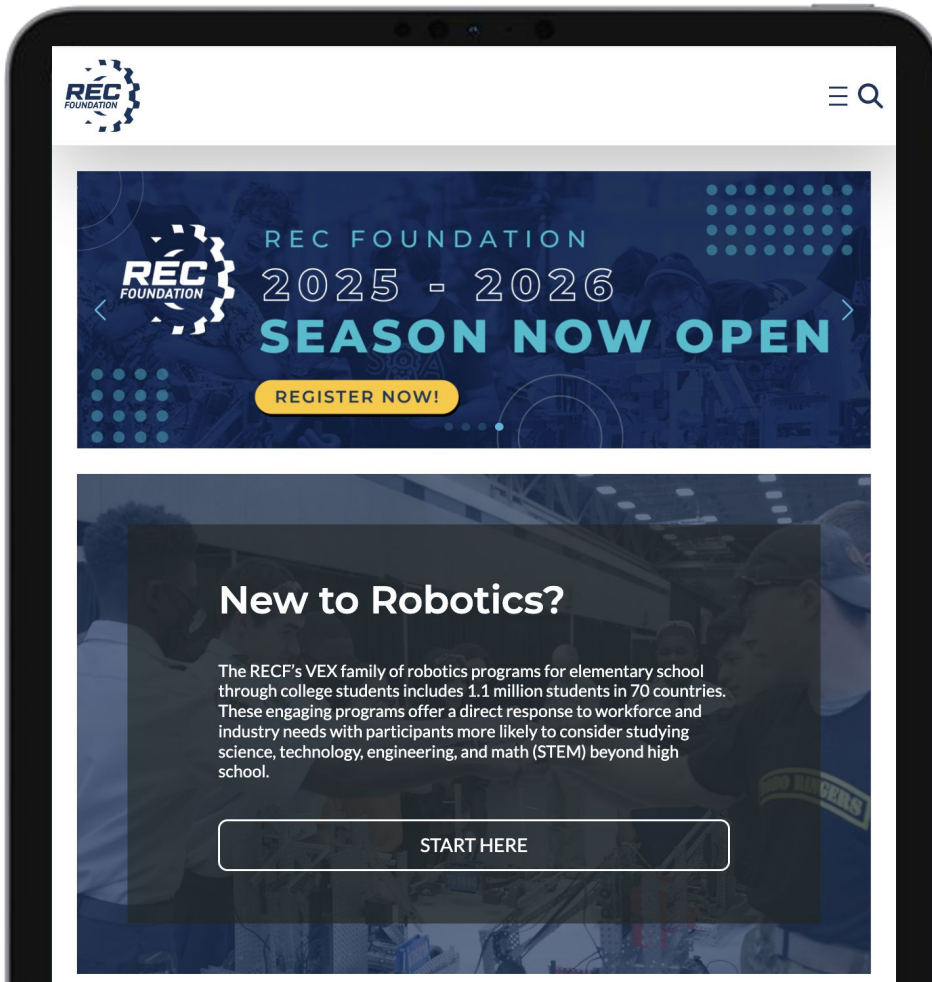 REC
FOUNDATION
REC FOUNDATION
REC
FOUNDATION
2025 - 2026
SEASON NOW OPEN
REGISTER NOW!
New to Robotics?
The RECF's VEX family of robotics programs for elementary school
through college students includes 1.1 million students in 70 countries.
These engaging programs offer a direct response to workforce and
industry needs with participants more likely to consider studying
science, technology, engineering, and math (STEM) beyond high
school.
ROBO RANGERS
START HERE